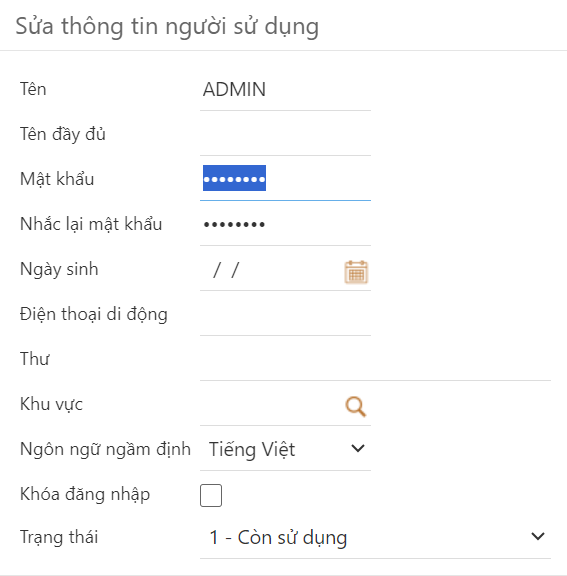 Sửa thông tin người sử dụng
Tên ADMIN
Tên đầy đủ
Mật khẩu ••••••••
Nhắc lại mật khẩu ••••••••
Ngày sinh / /
Điện thoại di động
Thư
Khu vực
Ngôn ngữ ngầm định Tiếng Việt
Khóa đăng nhập
Trạng thái 1 - Còn sử dụng